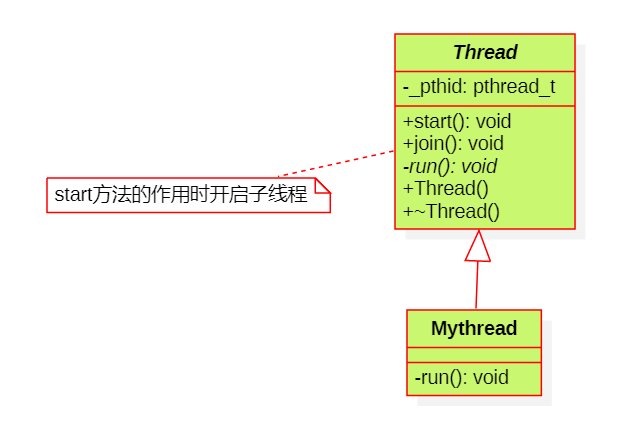 Thread
-_pthid: pthread_t
+start(): void
+join(): void
-run(): void
+Thread()
+~Thread()
start方法的作用时开启子线程
Mythread
-run(): void